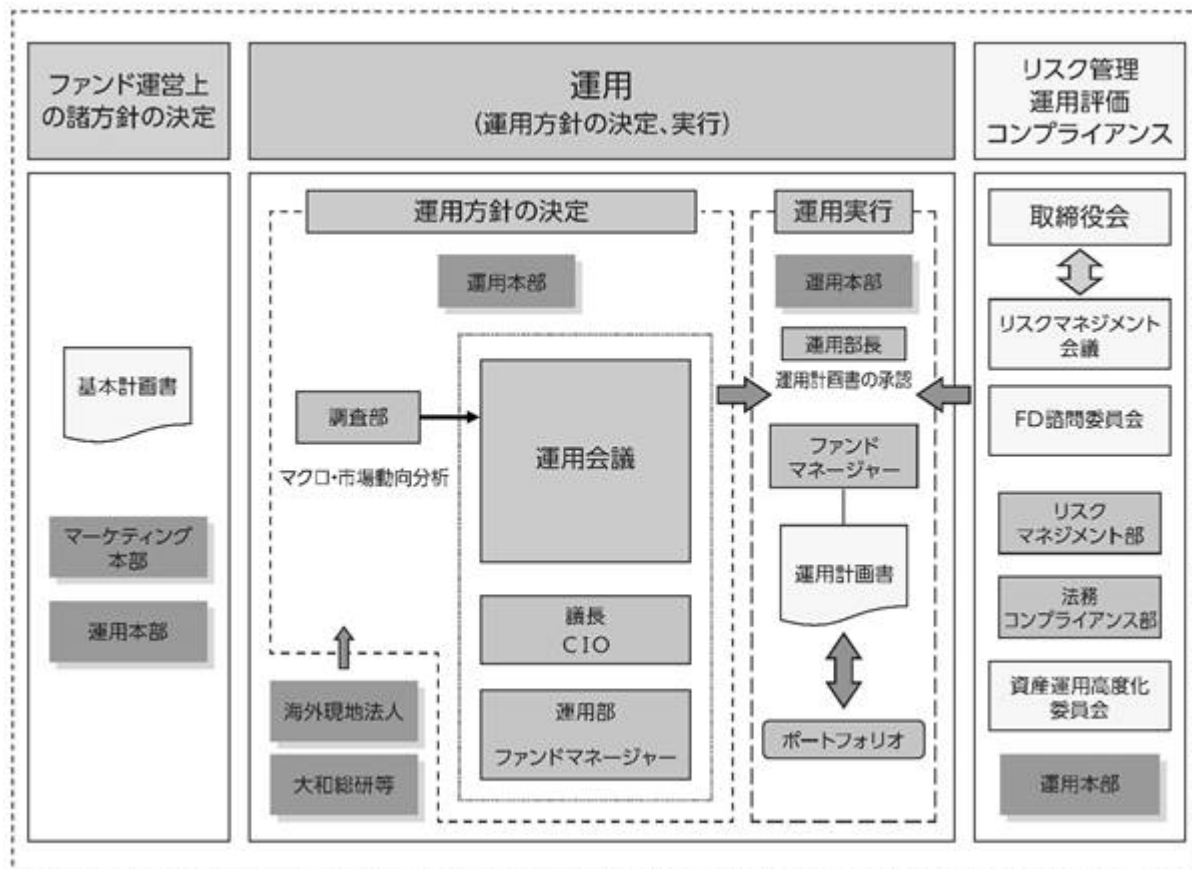 ファンド運営上
の諸方針の決定
運用
(運用方針の決定、実行)
リスク管理
運用評価
コンプライアンス
基本計画書
マーケティング
本部
運用本部
運用方針の決定
運用本部
調査部
マクロ・市場動向分析
運用会議
議長
CIO
運用部
ファンドマネージャー
海外現地法人
大和総研等
運用実行
運用本部
運用部長
運用計画書の承認
ファンド
マネージャー
運用計画書
ポートフォリオ
取締役会
リスクマネジメント
会議
FD諮問委員会
リスク
マネジメント部
法務
コンプライアンス部
資産運用高度化
委員会
運用本部